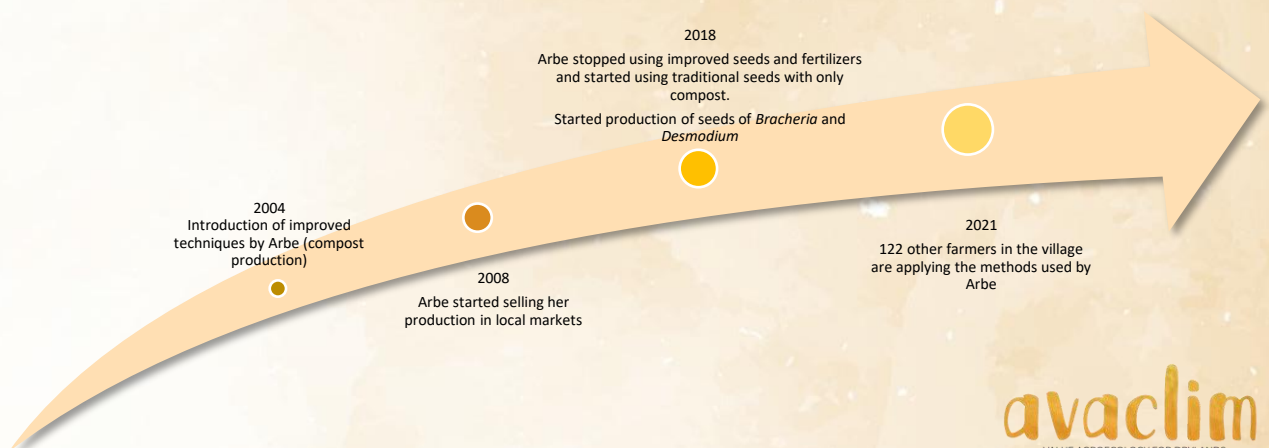 2004
Introduction of improved
techniques by Arbe (compost
production)
2008
Arbe started selling her
production in local markets
2018
Arbe stopped using improved seeds and fertilizers
and started using traditional seeds with only
compost.
Started production of seeds of Bracheria and
Desmodium
2021
122 other farmers in the village
are applying the methods used by
Arbe
avaclim